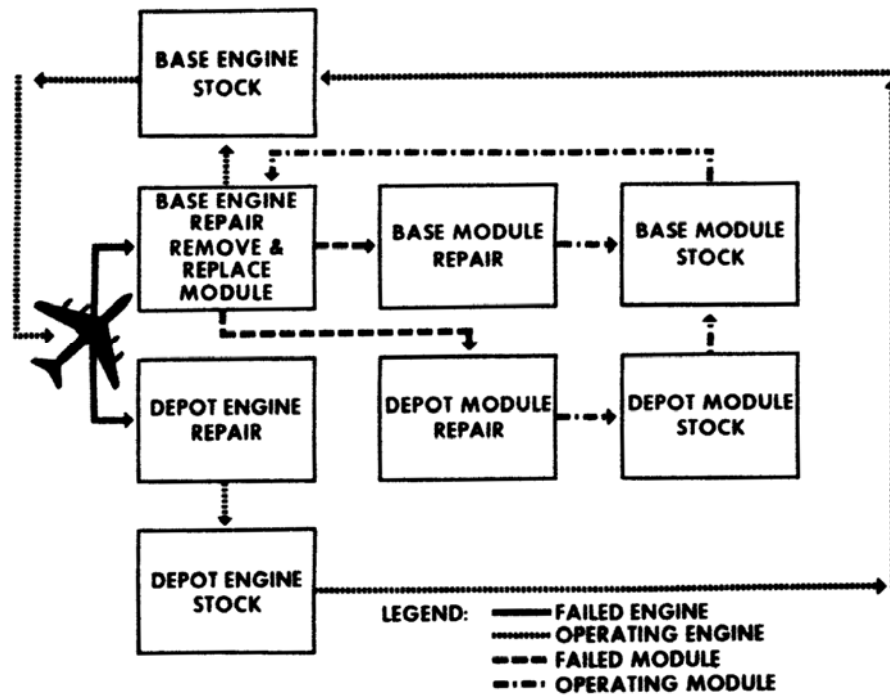 BASE ENGINE
STOCK
BASE ENGINE
REPAIR
REMOVE &
REPLACE
MODULE
BASE MODULE
REPAIR
BASE MODULE
STOCK
DEPOT ENGINE
REPAIR
DEPOT MODULE
REPAIR
DEPOT MODULE
STOCK
DEPOT ENGINE
STOCK
LEGEND:
FAILED ENGINE
OPERATING ENGINE
FAILED MODULE
OPERATING MODULE